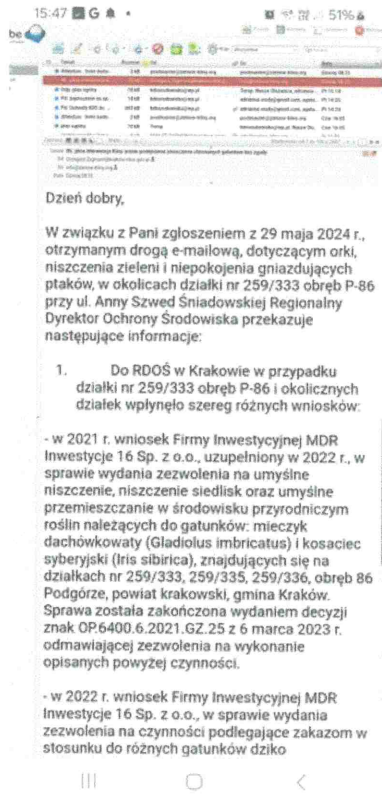 15:47
51%
Dzień dobry,
W związku z Pani zgłoszeniem z 29 maja 2024 r.,
otrzymanym drogą e-mailową, dotyczącym orki,
niszczenia zieleni i niepokojenia gniazdujących
ptaków, w okolicach działki nr 259/333 obręb P-86
przy ul. Anny Szwed Śniadowskiej Regionalny
Dyrektor Ochrony Środowiska przekazuje
następujące informacje:
1. Do RDOŚ w Krakowie w przypadku
działki nr 259/333 obręb P-86 i okolicznych
działek wpłynęło szereg różnych wniosków:
- w 2021 r. wniosek Firmy Inwestycyjnej MDR
Inwestycje 16 Sp. z o.o., uzupełniony w 2022 r., w
sprawie wydania zezwolenia na umyślne
niszczenie, niszczenie siedlisk oraz umyślne
przemieszczanie w środowisku przyrodniczym
roślin należących do gatunków: mieczyk
dachówkowaty (Gladiolus imbricatus) i kosaciec
syberyjski (Iris sibirica), znajdujących się na
działkach nr 259/333, 259/335, 259/336, obręb 86
Podgórze, powiat krakowski, gmina Kraków.
Sprawa została zakończona wydaniem decyzji
znak OP.6400.6.2021.GZ.25 z 6 marca 2023 r.
odmawiającej zezwolenia na wykonanie
opisanych powyżej czynności.
- w 2022 r. wniosek Firmy Inwestycyjnej MDR
Inwestycje 16 Sp. z o.o., w sprawie wydania
zezwolenia na czynności podlegające zakazom w
stosunku do różnych gatunków dziko